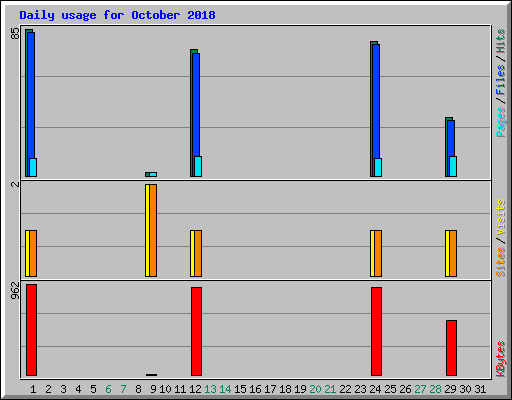 Daily usage for October 2018
85
2
962
Pages / Files / Hits
Sites / Visits
KBytes
1 2 3 4 5 6 7 8 9 10 11 12 13 14 15 16 17 18 19 20 21 22 23 24 25 26 27 28 29 30 31